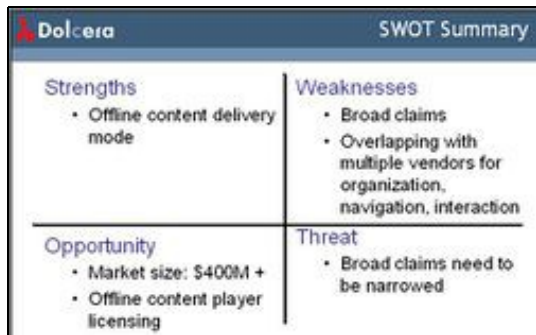 Dolcera
SWOT Summary
Strengths
• Offline content delivery
mode
Weaknesses
• Broad claims
• Overlapping with
multiple vendors for
organization,
navigation, interaction
Opportunity
• Market size: $400M +
• Offline content player
licensing
Threat
• Broad claims need to
be narrowed